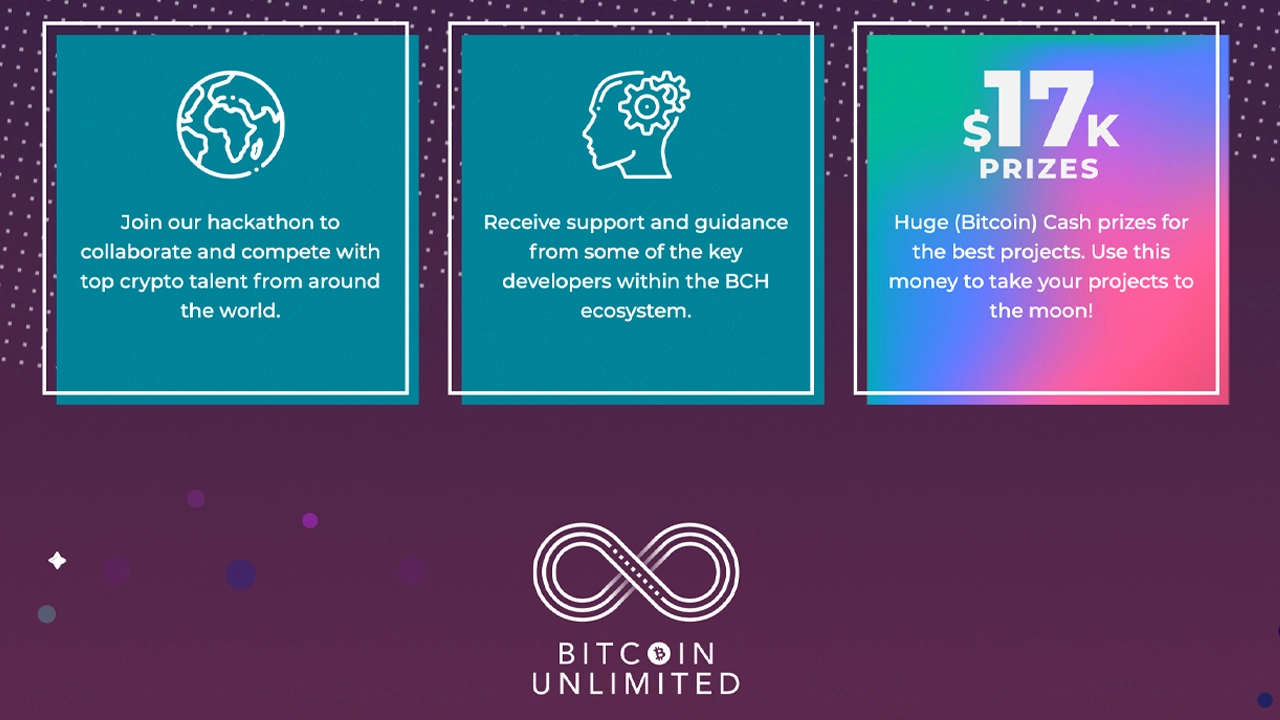 Join our hackathon to
collaborate and compete with
top crypto talent from around
the world.
Receive support and guidance
from some of the key
developers within the BCH
ecosystem.
$17K
PRIZES
Huge (Bitcoin) Cash prizes for
the best projects. Use this
money to take your projects to
the moon!
BITCOIN
UNLIMITED